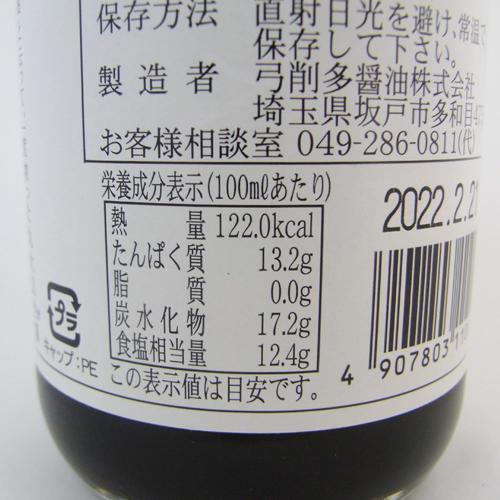 保存方法 直射日光を避け、常温で
保存して下さい。
製造者 弓削多醤油株式会社
埼玉県坂戸市多和目
お客様相談室 049-286-0811(代)
栄養成分表示(100mℓあたり)
熱量 122.0kcal
たんぱく質 13.2g
脂質 0.0g
炭水化物 17.2g
食塩相当量 12.4g
この表示値は目安です。
2022.2.21
4 907803 110
プラ
キャップ:PE